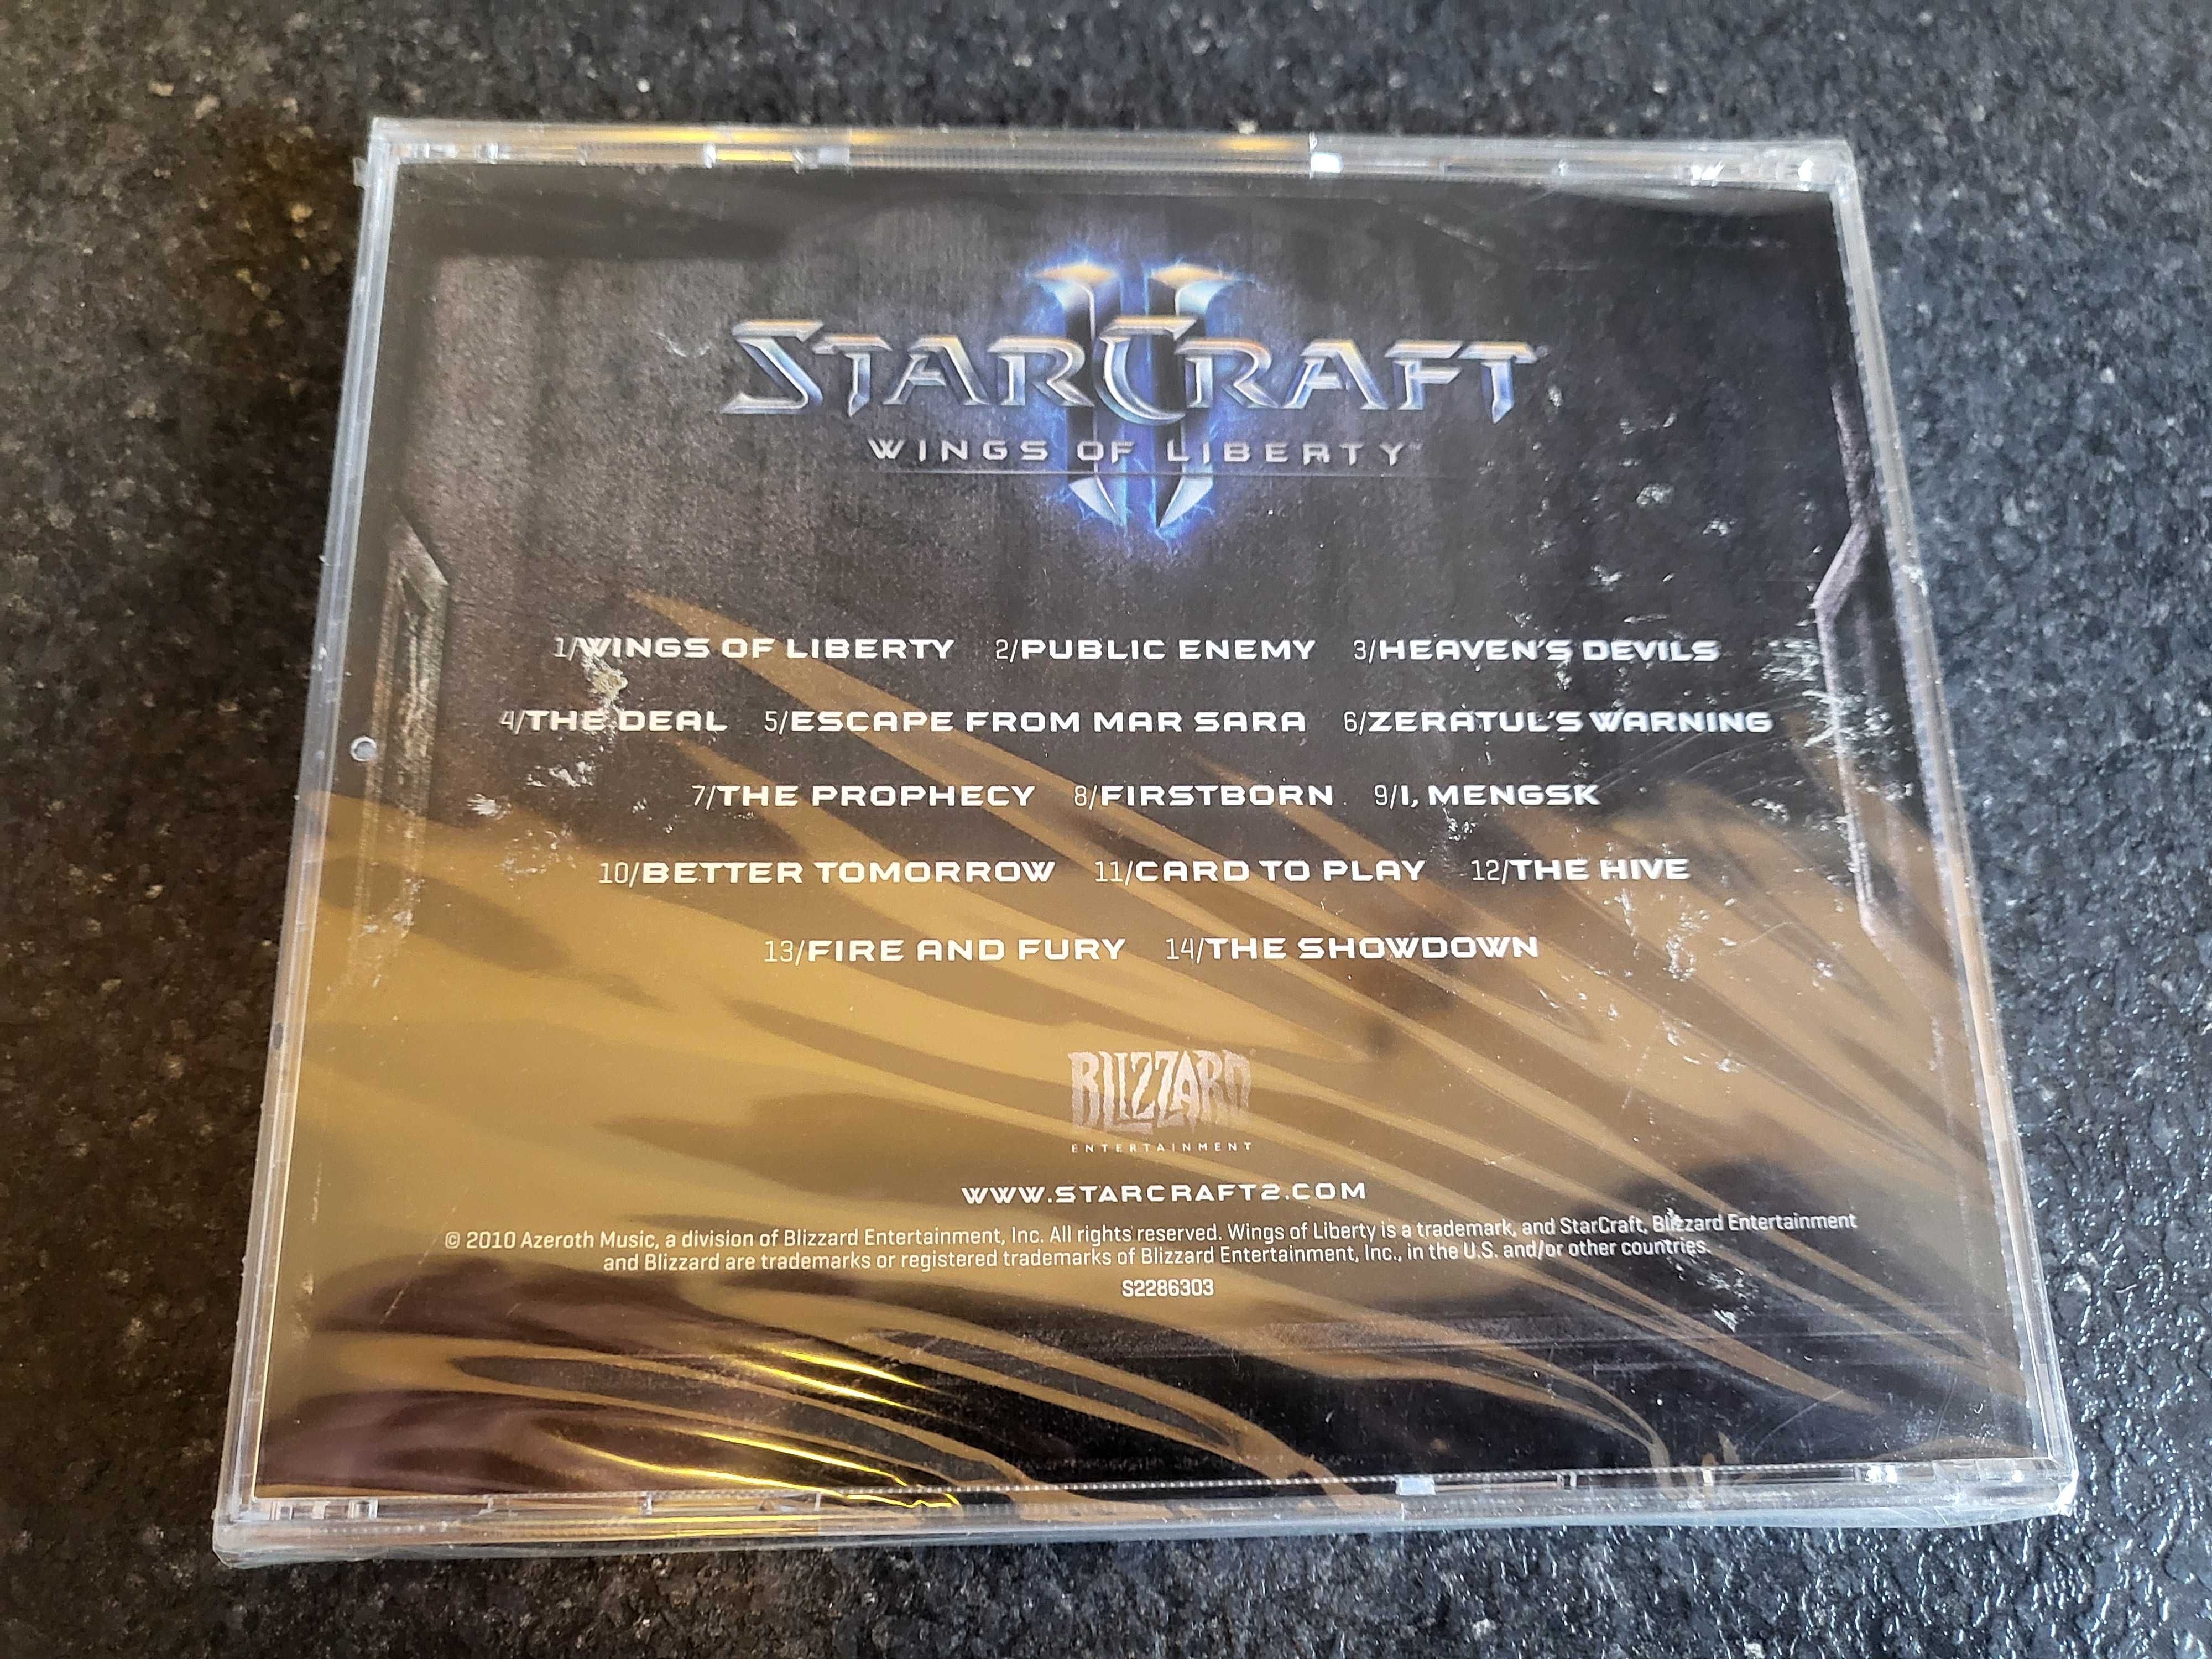 STARCRAFT II
WINGS OF LIBERTY™
1/WINGS OF LIBERTY 2/PUBLIC ENEMY 3/HEAVEN'S DEVILS
4/THE DEAL 5/ESCAPE FROM MAR SARA 6/ZERATUL'S WARNING
7/THE PROPHECY 8/FIRSTBORN 9/I, MENGSK
10/BETTER TOMORROW 11/CARD TO PLAY 12/THE HIVE
13/FIRE AND FURY 14/THE SHOWDOWN
BLIZZARD
ENTERTAINMENT
WWW.STARCRAFT2.COM
© 2010 Azeroth Music, a division of Blizzard Entertainment, Inc. All rights reserved. Wings of Liberty is a trademark, and StarCraft, Blizzard Entertainment
and Blizzard are trademarks or registered trademarks of Blizzard Entertainment, Inc., in the U.S. and/or other countries.
S2286303